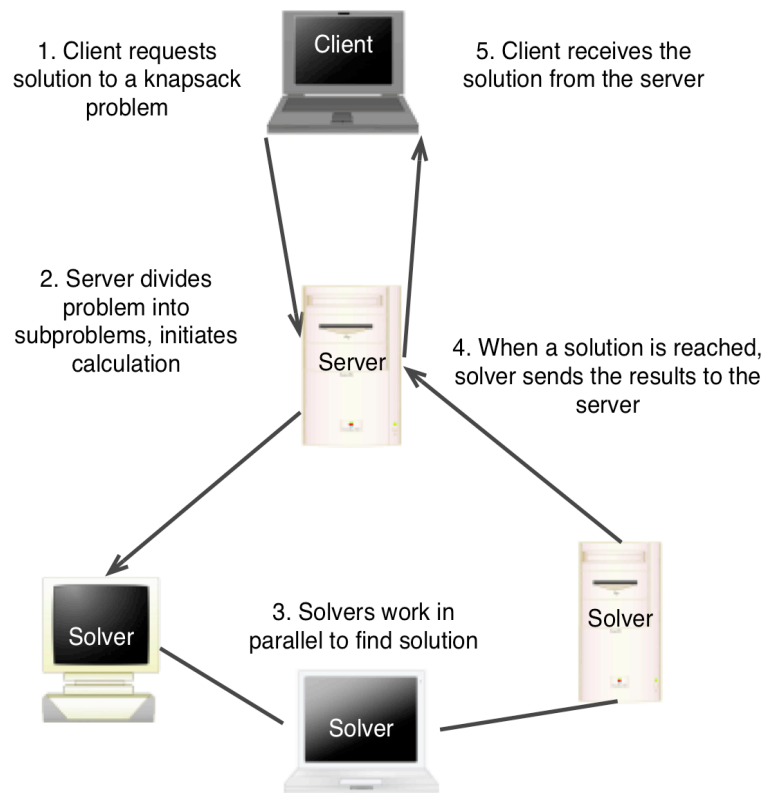 1. Client requests
solution to a knapsack
problem
Client
5. Client receives the
solution from the server
2. Server divides
problem into
subproblems, initiates
calculation
Server
4. When a solution is reached,
solver sends the results to the
server
Solver
3. Solvers work in
parallel to find solution
Solver
Solver